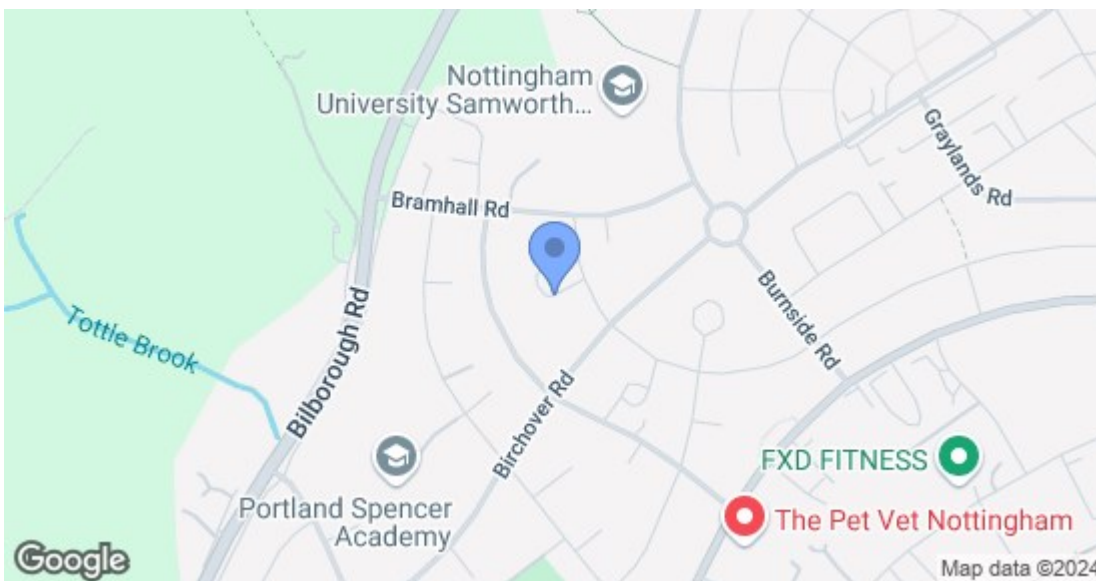 Nottingham
University Samworth...
Graylands Rd
Bramhall Rd
Burnside Rd
Tottle Brook
Bilborough Rd
Birchover Rd
FXD FITNESS
Portland Spencer
Academy
The Pet Vet Nottingham
Google
Map data ©2024